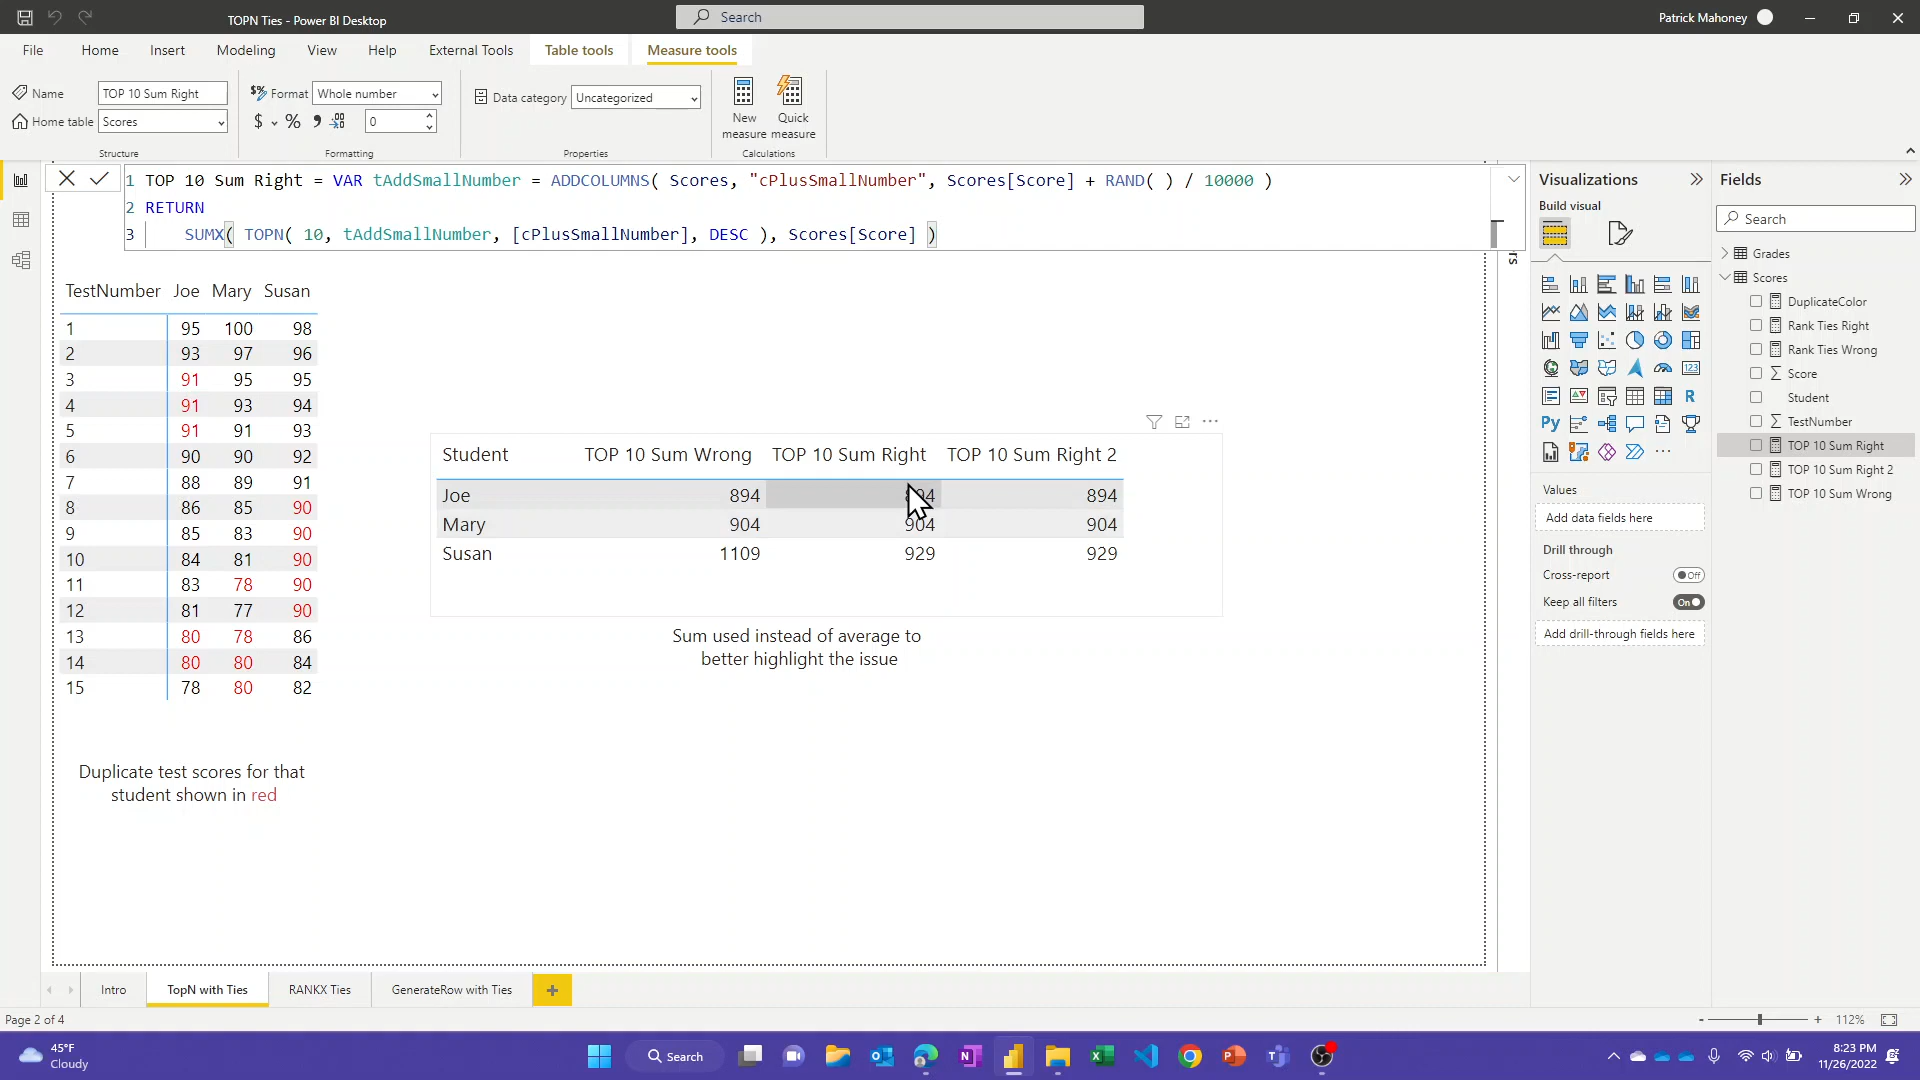 TOPN Ties - Power BI Desktop
Search
Patrick Mahoney
File
Home
Insert
Modeling
View
Help
External Tools
Table tools
Measure tools
Name
TOP 10 Sum Right
Home table
Scores
Structure
Format
Whole number
$ % 9
0
Formatting
Data category
Uncategorized
Properties
New measure
Quick measure
Calculations
1 TOP 10 Sum Right = VAR tAddSmallNumber = ADDCOLUMNS( Scores, "cPlusSmallNumber", Scores[Score] + RAND( ) / 10000 )
2 RETURN
3 SUMX( TOPN( 10, tAddSmallNumber, [cPlusSmallNumber], DESC ), Scores[Score] )
TestNumber Joe Mary Susan
1 95 100 98
2 93 97 96
3 91 95 95
4 91 93 94
5 91 91 93
6 90 90 92
7 88 89 91
8 86 85 90
9 85 83 90
10 84 81 90
11 83 78 90
12 81 77 90
13 80 78 86
14 80 80 84
15 78 80 82
Duplicate test scores for that
student shown in red
Student TOP 10 Sum Wrong TOP 10 Sum Right TOP 10 Sum Right 2
Joe 894 894
Mary 904 904 904
Susan 1109 929 929
Sum used instead of average to
better highlight the issue
rs
Visualizations
Build visual
123
R
Py
Values
Add data fields here
Drill through
Cross-report
Off
Keep all filters
On
Add drill-through fields here
Fields
Search
Grades
Scores
DuplicateColor
Rank Ties Right
Rank Ties Wrong
Score
Student
TestNumber
TOP 10 Sum Right
TOP 10 Sum Right 2
TOP 10 Sum Wrong
Intro
TopN with Ties
RANKX Ties
GenerateRow with Ties
+
Page 2 of 4
- + 112%
45°F
Cloudy
Search
8:23 PM
11/26/2022